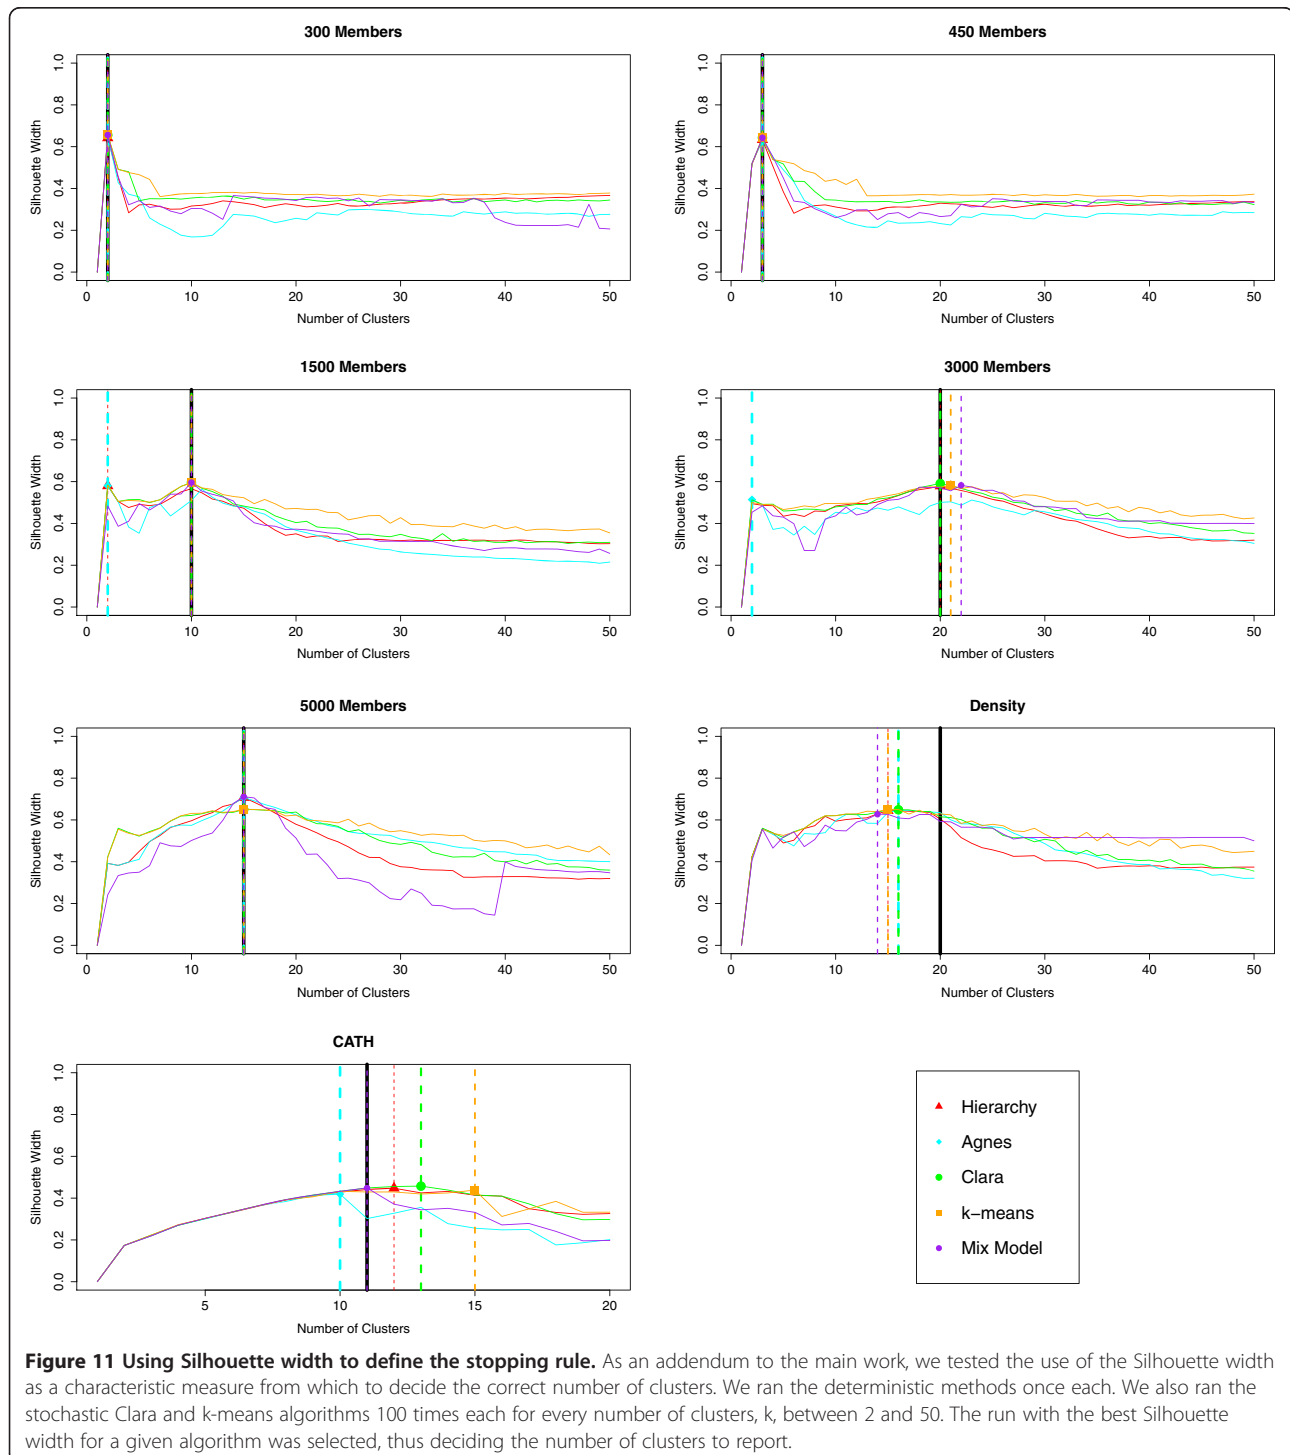 300 Members
1.0
0.8
0.6
0.4
0.2
0.0
Silhouette Width
0 10 20 30 40 50
Number of Clusters
450 Members
1.0
0.8
0.6
0.4
0.2
0.0
Silhouette Width
0 10 20 30 40 50
Number of Clusters
1500 Members
1.0
0.8
0.6
0.4
0.2
0.0
Silhouette Width
0 10 20 30 40 50
Number of Clusters
3000 Members
1.0
0.8
0.6
0.4
0.2
0.0
Silhouette Width
0 10 20 30 40 50
Number of Clusters
5000 Members
1.0
0.8
0.6
0.4
0.2
0.0
Silhouette Width
0 10 20 30 40 50
Number of Clusters
Density
1.0
0.8
0.6
0.4
0.2
0.0
Silhouette Width
0 10 20 30 40 50
Number of Clusters
CATH
1.0
0.8
0.6
0.4
0.2
0.0
Silhouette Width
5 10 15 20
Number of Clusters
Hierarchy
Agnes
Clara
k−means
Mix Model
Figure 11 Using Silhouette width to define the stopping rule. As an addendum to the main work, we tested the use of the Silhouette width
as a characteristic measure from which to decide the correct number of clusters. We ran the deterministic methods once each. We also ran the
stochastic Clara and k-means algorithms 100 times each for every number of clusters, k, between 2 and 50. The run with the best Silhouette
width for a given algorithm was selected, thus deciding the number of clusters to report.